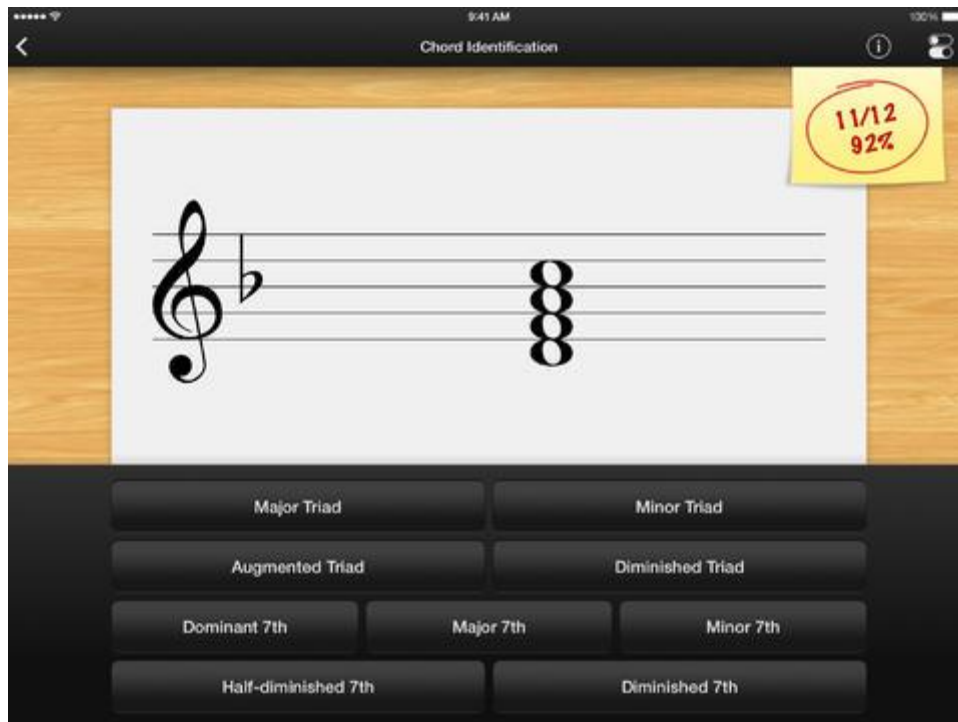 9:41 AM
100%
Chord Identification
11/12
92%
Major Triad
Minor Triad
Augmented Triad
Diminished Triad
Dominant 7th
Major 7th
Minor 7th
Half-diminished 7th
Diminished 7th